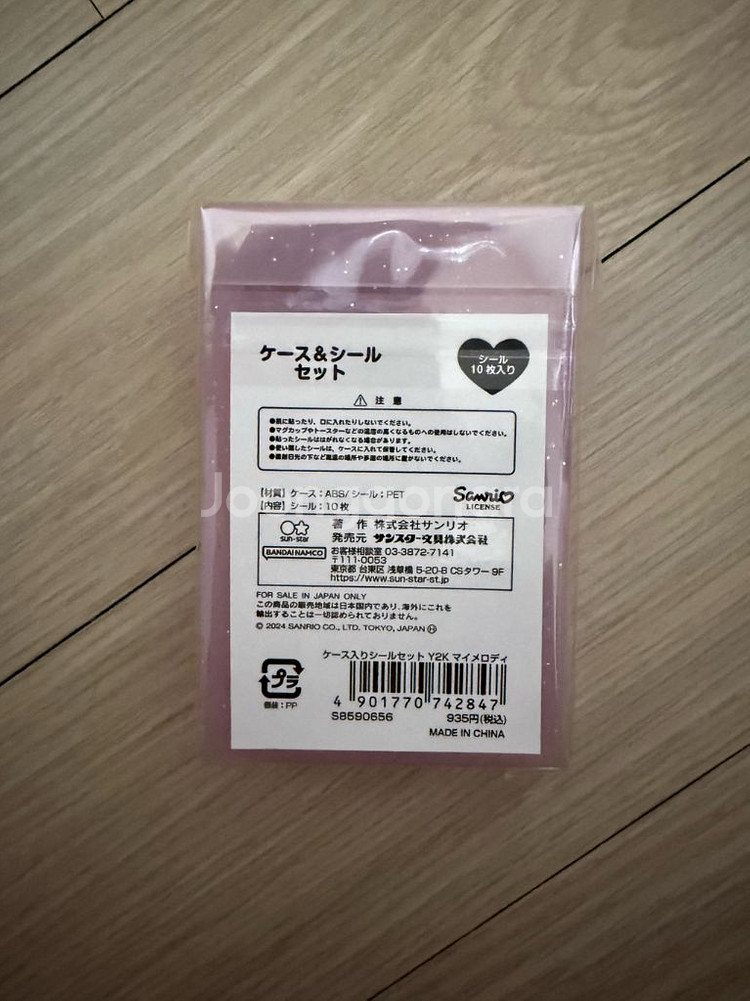 ケース&シール
セット
シール
10枚入り
⚠ 注 意
●肌に貼ったり、口に入れたりしないでください。
●マグカップやトースターなどの温度の高くなるものへの使用はしないでください。
●貼ったシールははがれなくなる場合があります。
●使い残したシールは、ケースに入れて保管してください。
●直射日光の下など高温の場所や多湿の場所に置かないでください。
【材質】ケース:ABS/シール:PET
【内容】シール:10枚
Sanrio
LICENSE
sun-star
BANDAI NAMCO
著 作 株式会社サンリオ
発売元 サンスター文具株式会社
お客様相談室 03-3872-7141
〒111-0053
東京都 台東区 浅草橋 5-20-8 CSタワー 9F
https://www.sun-star-st.jp
FOR SALE IN JAPAN ONLY
この商品の販売地域は日本国内であり、海外にこれを
輸出することは一切認められておりません。
© 2024 SANRIO CO., LTD. TOKYO, JAPAN Ⓗ
ケース入りシールセット Y2K マイメロディ
プラ
個装:PP
4 901770 742847
S8590656
935円(税込)
MADE IN CHINA
Joonggonara